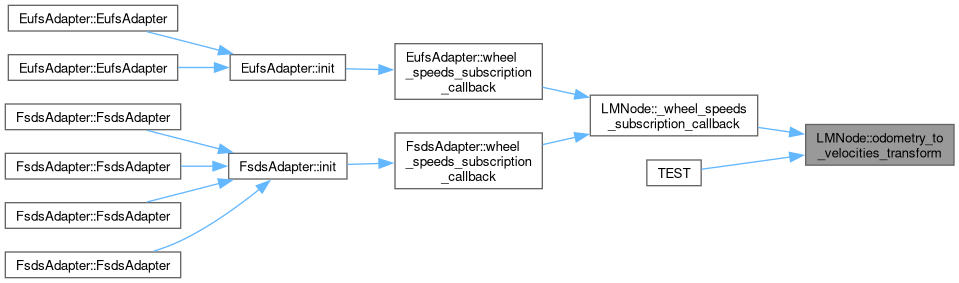 EufsAdapter::EufsAdapter
EufsAdapter::EufsAdapter
EufsAdapter::init
EufsAdapter::wheel
_speeds_subscription
_callback
FsdsAdapter::FsdsAdapter
FsdsAdapter::FsdsAdapter
FsdsAdapter::FsdsAdapter
FsdsAdapter::FsdsAdapter
FsdsAdapter::init
FsdsAdapter::wheel
_speeds_subscription
_callback
LMNode::_wheel_speeds
_subscription_callback
TEST
LMNode::odometry_to
_velocities_transform